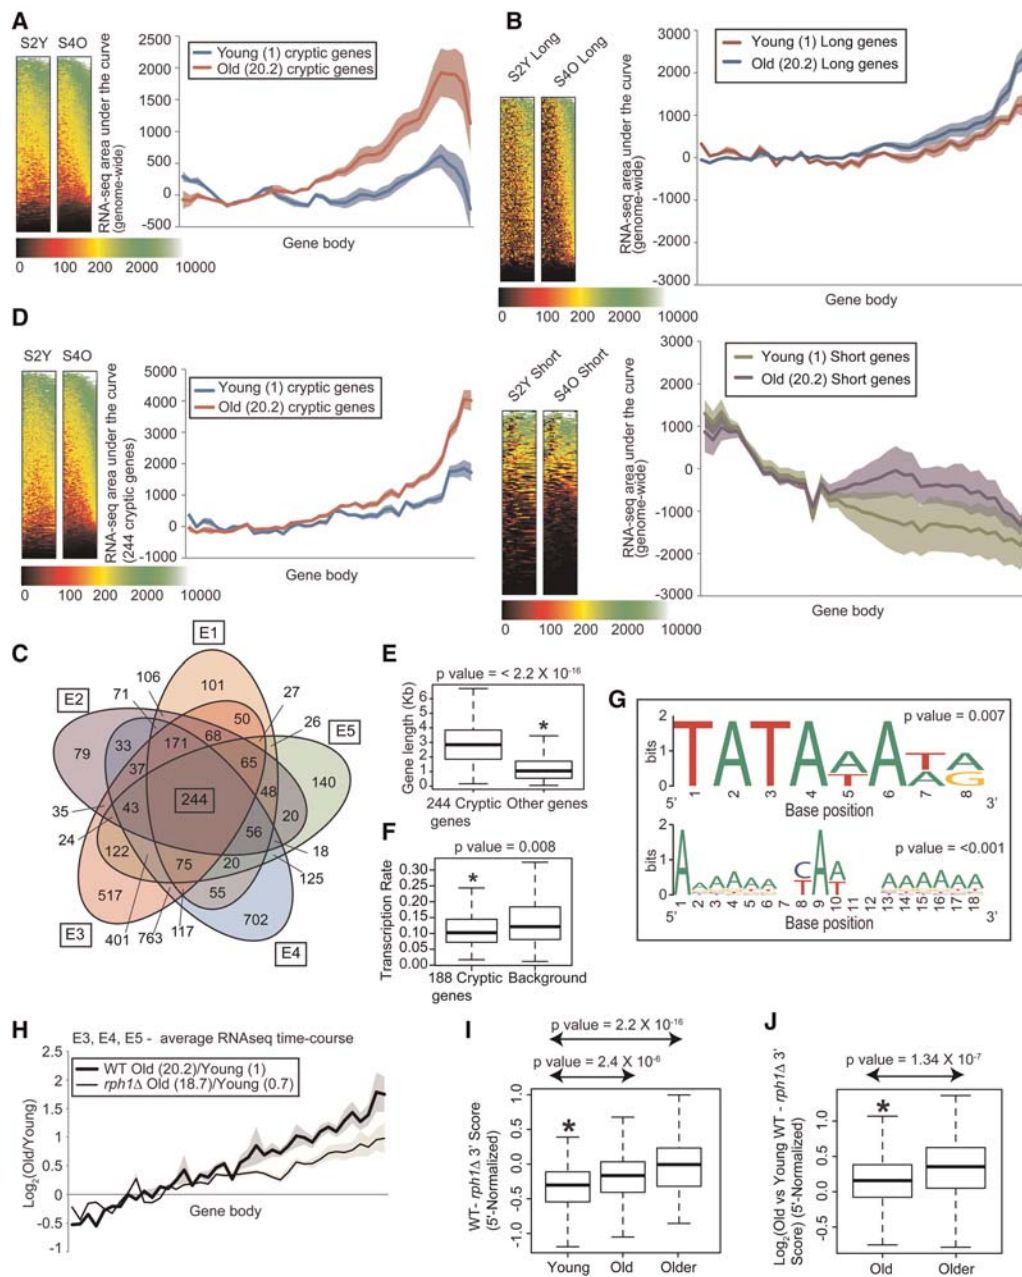 A
S2Y S4O
RNA-seq area under the curve
(genome-wide)
2500
2000
1500
1000
500
0
-500
Young (1) cryptic genes
Old (20.2) cryptic genes
Gene body
0 100 200 2000 10000
B
S2Y Long
S4O Long
RNA-seq area under the curve
(genome-wide)
3000
2000
1000
0
-1000
-2000
-3000
Young (1) Long genes
Old (20.2) Long genes
Gene body
0 100 200 2000 10000
D
S2Y S4O
RNA-seq area under the curve
(244 cryptic genes)
5000
4000
3000
2000
1000
0
-1000
Young (1) cryptic genes
Old (20.2) cryptic genes
Gene body
0 100 200 2000 10000
S2Y Short
S4O Short
RNA-seq area under the curve
(genome-wide)
3000
2000
1000
0
-1000
-2000
-3000
Young (1) Short genes
Old (20.2) Short genes
Gene body
0 100 200 2000 10000
C
E1
E2
E5
E3
E4
106
71
101
27
26
50
68
79
33
171
65
37
140
48
244
43
20
35
24
56
18
122
75
20
125
517
55
702
401 763 117
E
p value = < 2.2 X 10-16
Gene length (Kb)
6
5
4
3
2
1
0
*
244 Cryptic genes
Other genes
F
p value = 0.008
Transcription Rate
0.30
0.25
0.20
0.15
0.10
0.05
0.00
*
188 Cryptic genes
Background
G
p value = 0.007
bits
2
1
0
TATAAATA
T AG
1 2 3 4 5 6 7 8
5' Base position 3'
p value = <0.001
bits
2
1
0
1 2 3 4 5 6 7 8 9 10 11 12 13 14 15 16 17 18
5' Base position 3'
H
E3, E4, E5 - average RNAseq time-course
Log2(Old/Young)
2.5
2
1.5
1
0.5
0
-0.5
-1
WT Old (20.2)/Young (1)
rph1Δ Old (18.7)/Young (0.7)
Gene body
I
p value = 2.2 X 10-16
p value = 2.4 X 10-6
WT- rph1Δ 3' Score
(5'-Normalized)
1.0
0.5
0.0
-0.5
-1.0
*
Young Old Older
J
p value = 1.34 X 10-7
Log2(Old vs Young WT - rph1Δ 3'
Score) (5'-Normalized)
1.0
0.5
0.0
-0.5
*
Old Older